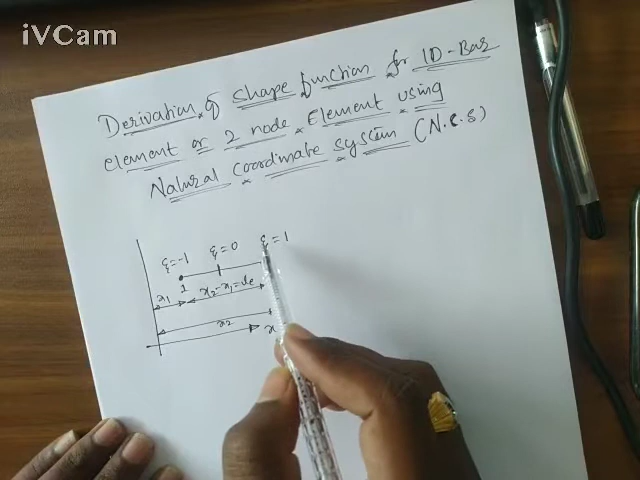 iVCam
Derivation of shape function for 1D-Bar
element or 2 node Element using
Natural coordinate system (N.C.S)
ξ=-1 ξ=0 ξ=1
1
x1 x2-x1=le
x2
x